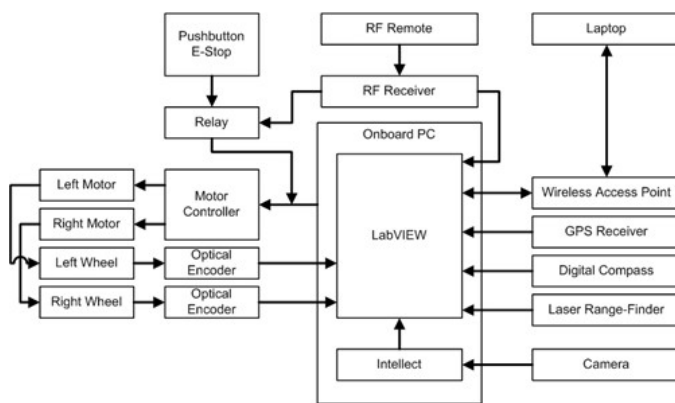 Pushbutton
E-Stop
RF Remote
Laptop
RF Receiver
Relay
Onboard PC
Left Motor
Motor
Controller
Right Motor
LabVIEW
Wireless Access Point
GPS Receiver
Left Wheel
Optical
Encoder
Digital Compass
Right Wheel
Optical
Encoder
Laser Range-Finder
Intellect
Camera